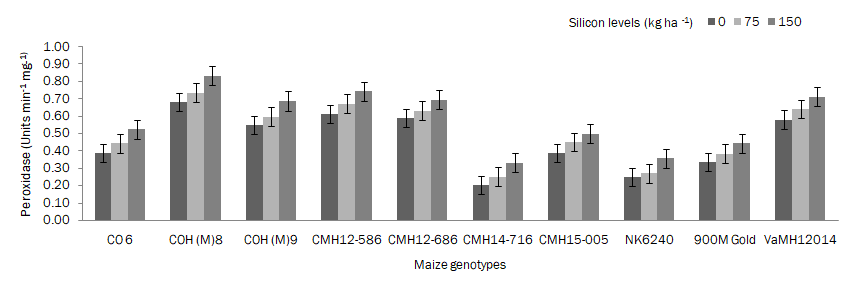 Silicon levels (kg ha -1) 0 75 150
Peroxidase (Units min-1 mg-1)
1.00
0.90
0.80
0.70
0.60
0.50
0.40
0.30
0.20
0.10
0.00
CO 6 COH (M)8 COH (M)9 CMH12-586 CMH12-686 CMH14-716 CMH15-005 NK6240 900M Gold VaMH12014
Maize genotypes